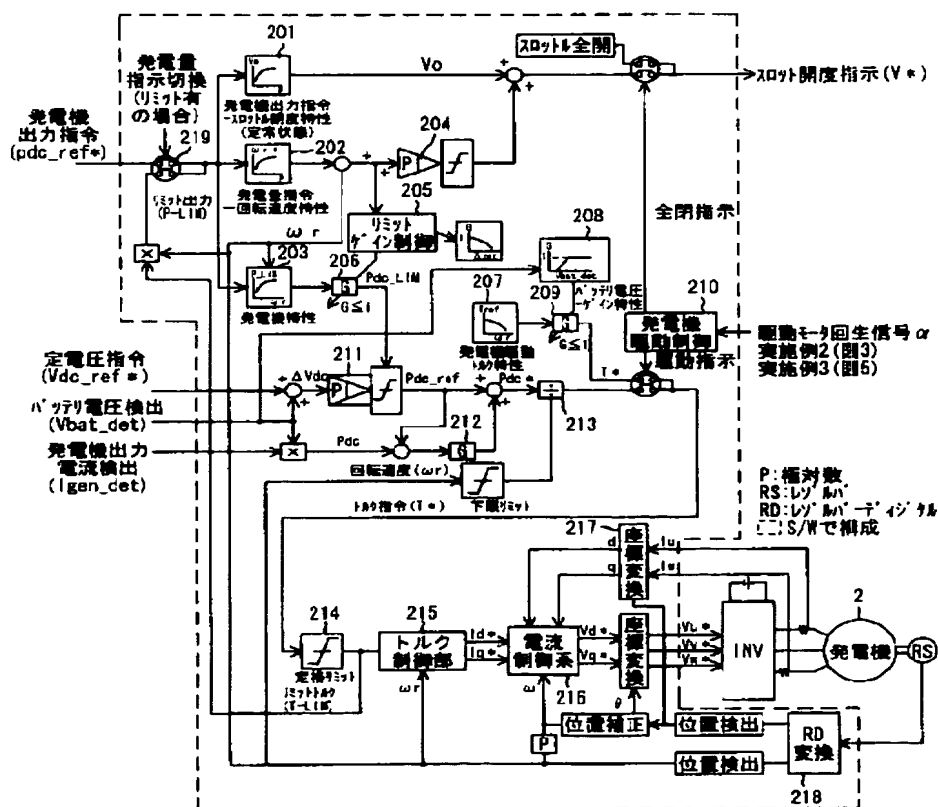 201
Vo
スロットル全開
Vo
スロット開度指示(V*)
発電量
指示切換
(リミット有
の場合)
発電機出力指令
-スロットル開度特性
(定常状態)
発電機
出力指令
(pdc_ref*)
219
202
204
P
発電量指令
-回転速度特性
205
リミット
ゲイン制御
全閉指示
リミット出力
(P-LIM)
ωr
208
203
P_LIM
206
G
Pdc_LIM
G≦1
発電機特性
Vbat_dec
バッテリ電圧
-ゲイン特性
207
Tref
209
G
G≦1
発電機駆動
トルク特性
210
発電機
駆動制御
駆動指示
駆動モータ回生信号α
実施例2(図3)
実施例3(図5)
定電圧指令
(Vdc_ref*)
ΔVdc
211
P
Pdc_ref
Pdc*
T*
バッテリ電圧検出
(Vbat_det)
212
G
213
発電機出力
電流検出
(Igen_det)
Pdc
回転速度(ωr)
トルク指令(T*)
下限リミット
P:極対数
RS:レゾルバ
RD:レゾルバーディジタル
S/Wで構成
217
座標変換
d
q
Iu
214
定格リミット
リミットトルク
(T-LIM)
215
トルク
制御部
Id*
Iq*
ωr
電流
制御系
216
Vd*
Vq*
座標変換
Vu*
Vv*
Vw*
INV
2
発電機
RS
θ
位置補正
位置検出
P
位置検出
RD
変換
218